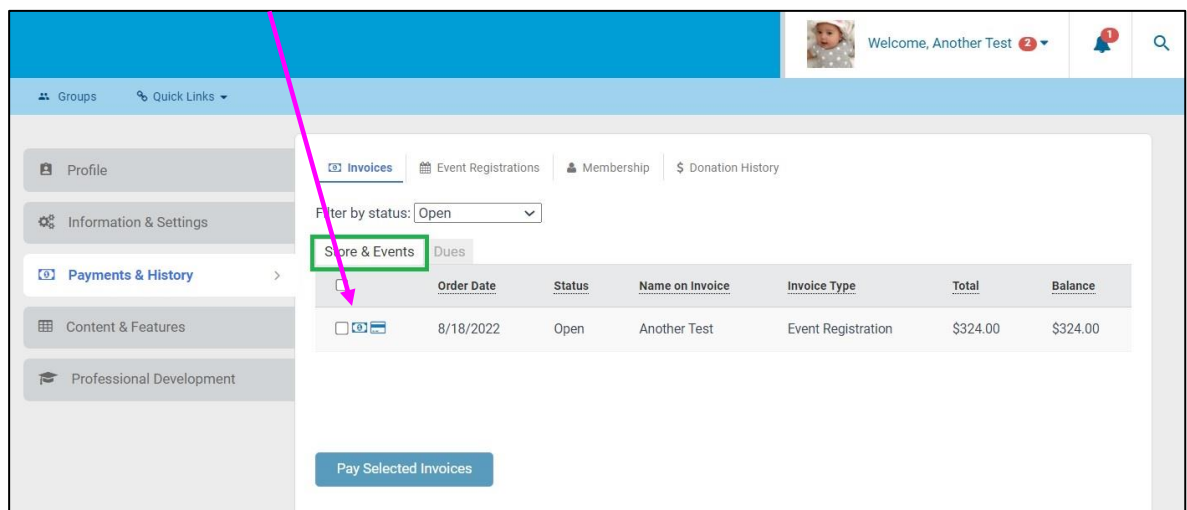 Welcome, Another Test 2
1
Groups Quick Links
Profile
Information & Settings
Payments & History
Content & Features
Professional Development
Invoices Event Registrations Membership $ Donation History
Filter by status: Open
Store & Events Dues
Order Date Status Name on Invoice Invoice Type Total Balance
8/18/2022 Open Another Test Event Registration $324.00 $324.00
Pay Selected Invoices